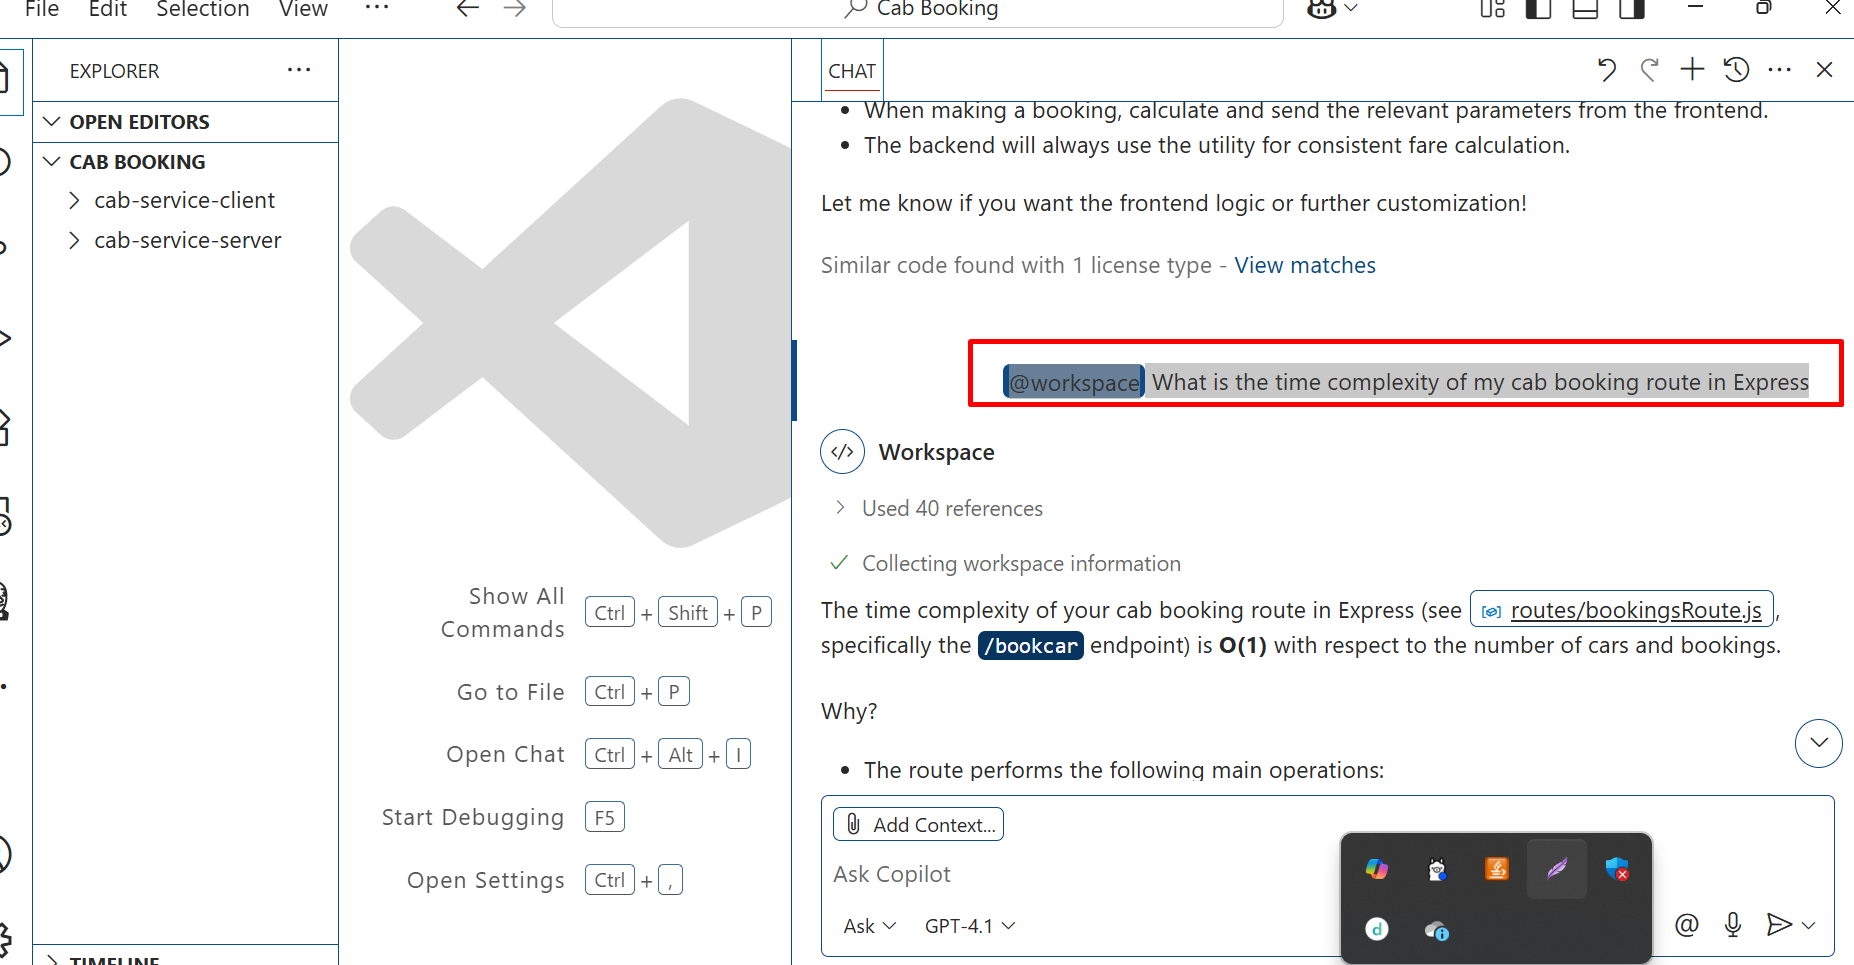 File Edit Selection View ... Cab Booking
EXPLORER ...
OPEN EDITORS
CAB BOOKING
cab-service-client
cab-service-server
TIMELINE
Show All Commands Ctrl + Shift + P
Go to File Ctrl + P
Open Chat Ctrl + Alt + I
Start Debugging F5
Open Settings Ctrl + ,
CHAT
• When making a booking, calculate and send the relevant parameters from the frontend.
• The backend will always use the utility for consistent fare calculation.
Let me know if you want the frontend logic or further customization!
Similar code found with 1 license type - View matches
@workspace What is the time complexity of my cab booking route in Express
Workspace
Used 40 references
Collecting workspace information
The time complexity of your cab booking route in Express (see routes/bookingsRoute.js,
specifically the /bookcar endpoint) is O(1) with respect to the number of cars and bookings.
Why?
• The route performs the following main operations:
Add Context...
Ask Copilot
Ask GPT-4.1